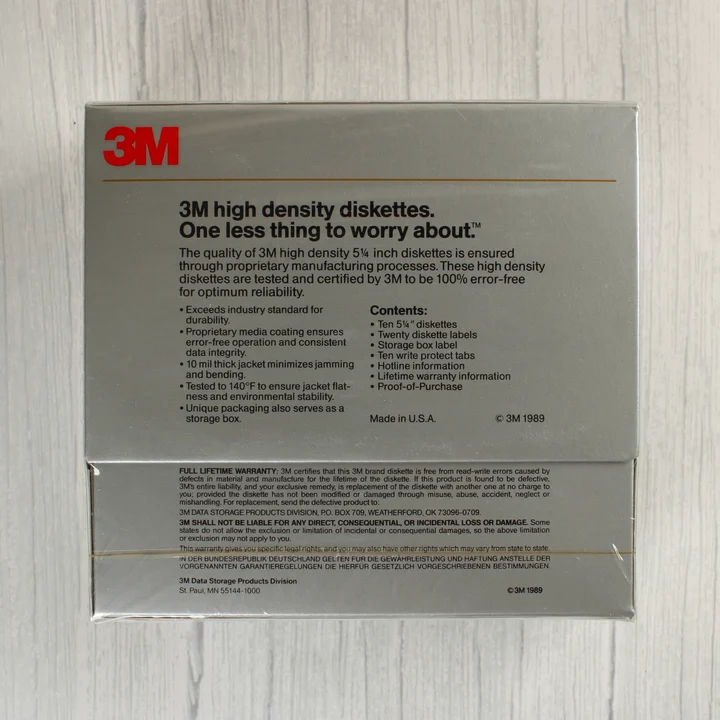 3M
3M high density diskettes.
One less thing to worry about.™
The quality of 3M high density 5¼ inch diskettes is ensured
through proprietary manufacturing processes. These high density
diskettes are tested and certified by 3M to be 100% error-free
for optimum reliability.
• Exceeds industry standard for
durability.
• Proprietary media coating ensures
error-free operation and consistent
data integrity.
• 10 mil thick jacket minimizes jamming
and bending.
• Tested to 140°F to ensure jacket flat-
ness and environmental stability.
• Unique packaging also serves as a
storage box.
Contents:
• Ten 5¼" diskettes
• Twenty diskette labels
• Storage box label
• Ten write protect tabs
• Hotline information
• Lifetime warranty information
• Proof-of-Purchase
Made in U.S.A. © 3M 1989
FULL LIFETIME WARRANTY: 3M certifies that this 3M brand diskette is free from read-write errors caused by
defects in material and manufacture for the lifetime of the diskette. If this product is found to be defective,
3M's entire liability, and your exclusive remedy, is replacement of the diskette with another one at no charge to
you; provided the diskette has not been modified or damaged through misuse, abuse, accident, neglect or
mishandling. For replacement, send the defective product to:
3M DATA STORAGE PRODUCTS DIVISION, P.O. BOX 709, WEATHERFORD, OK 73096-0709.
3M SHALL NOT BE LIABLE FOR ANY DIRECT, CONSEQUENTIAL, OR INCIDENTAL LOSS OR DAMAGE. Some
states do not allow the exclusion or limitation of incidental or consequential damages, so the above limitation
or exclusion may not apply to you.
This warranty gives you specific legal rights, and you may also have other rights which may vary from state to state.
IN DER BUNDESREPUBLIK DEUTSCHLAND GELTEN FÜR DIE GEWÄHRLEISTUNG UND HAFTUNG ANSTELLE DER
VORGENANNTEN GARANTIEREGELUNGEN DIE HIERFÜR GESETZLICH VORGESCHRIEBENEN BESTIMMUNGEN.
3M Data Storage Products Division
St. Paul, MN 55144-1000 © 3M 1989